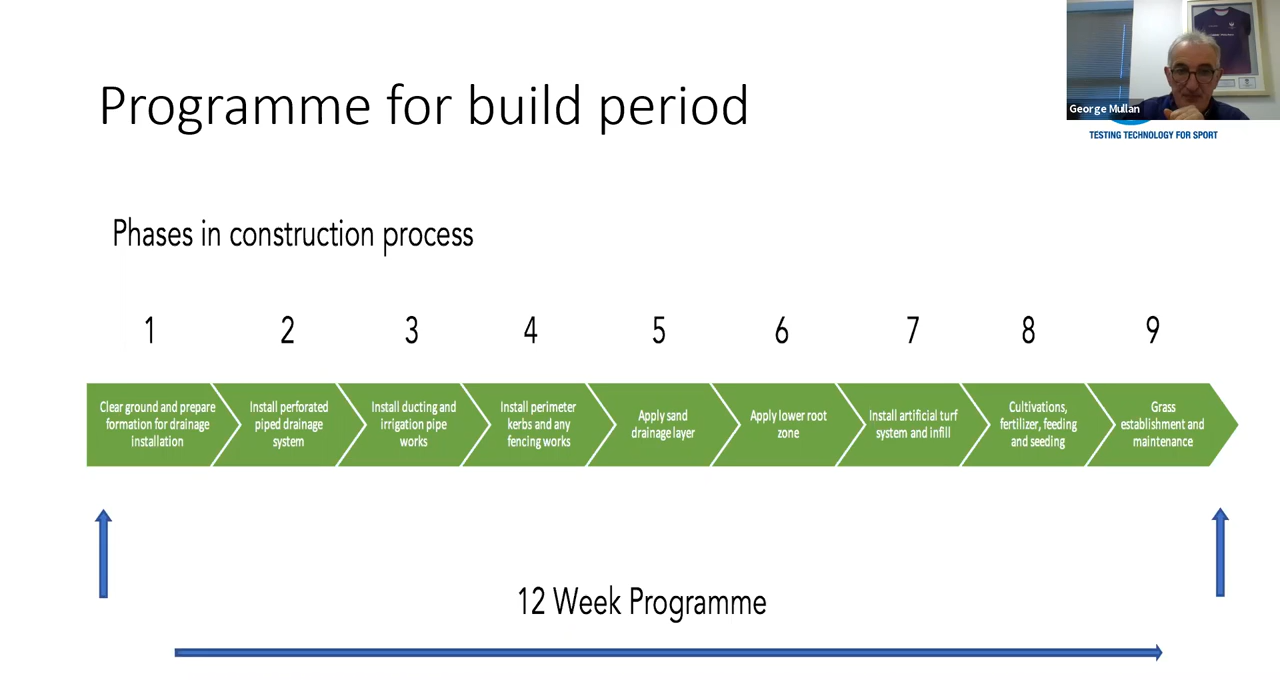 Programme for build period
George Mullan
TESTING TECHNOLOGY FOR SPORT
Phases in construction process
1 2 3 4 5 6 7 8 9
Clear ground and prepare
formation for drainage
installation
Install perforated
piped drainage
system
Install ducting and
irrigation pipe
works
Install perimeter
kerbs and any
fencing works
Apply sand
drainage layer
Apply lower root
zone
Install artificial turf
system and infill
Cultivations,
fertilizer, feeding
and seeding
Grass
establishment and
maintenance
12 Week Programme